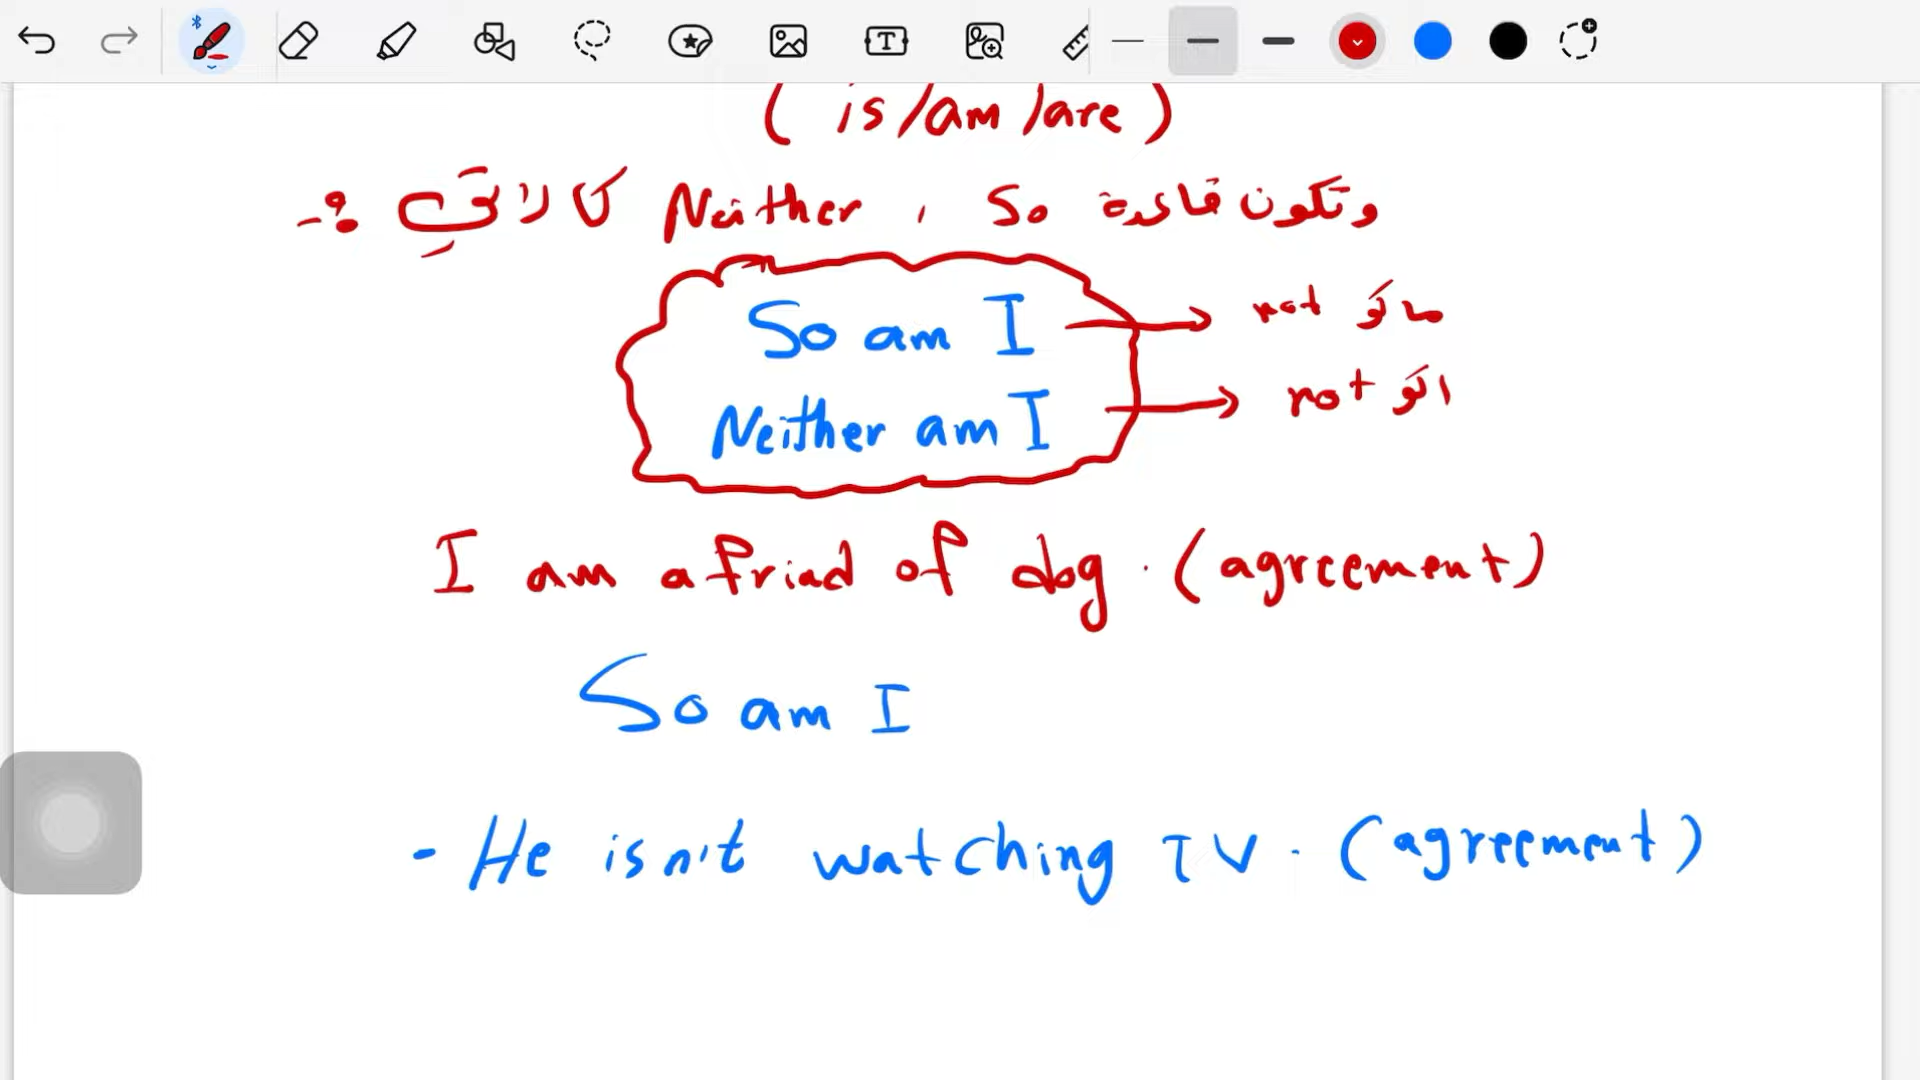 ( is/am/are )
وتكون قاعدة So ، Neither كالاتي :-
So am I → not ماكو
Neither am I → not اكو
I am afriad of dog . (agreement)
So am I
- He isn't watching TV . (agreement)